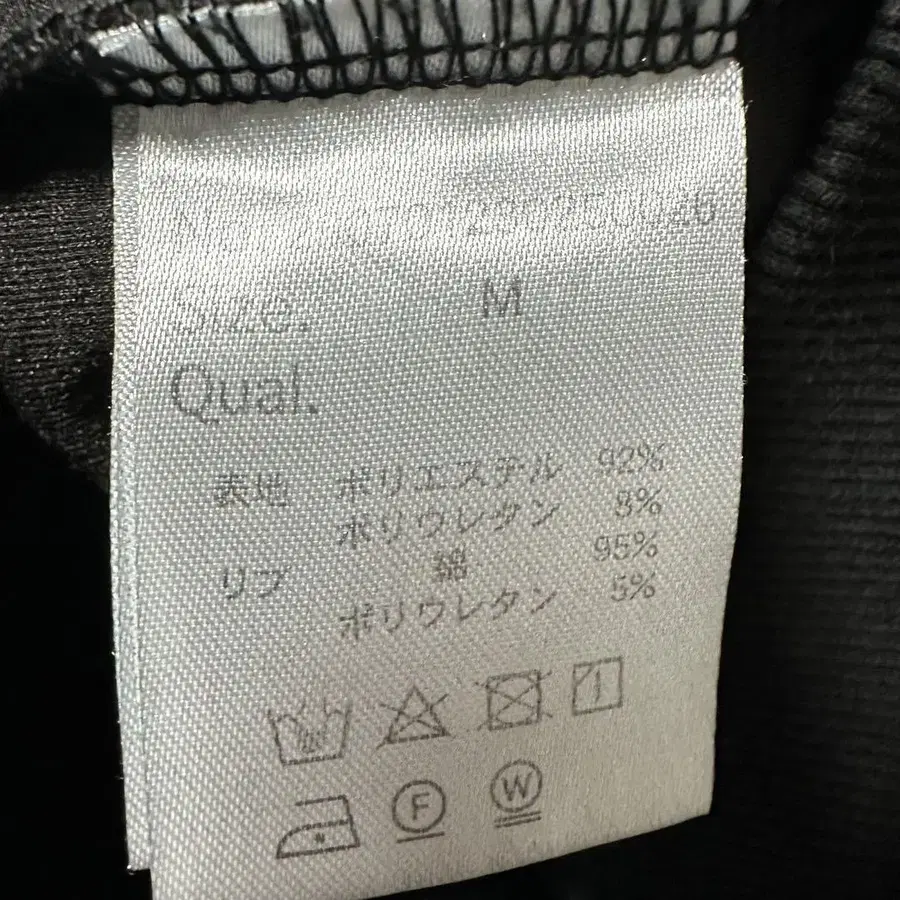 Size. M
Qual.
表地 ポリエステル 92%
ポリウレタン 8%
リブ 綿 95%
ポリウレタン 5%
F W